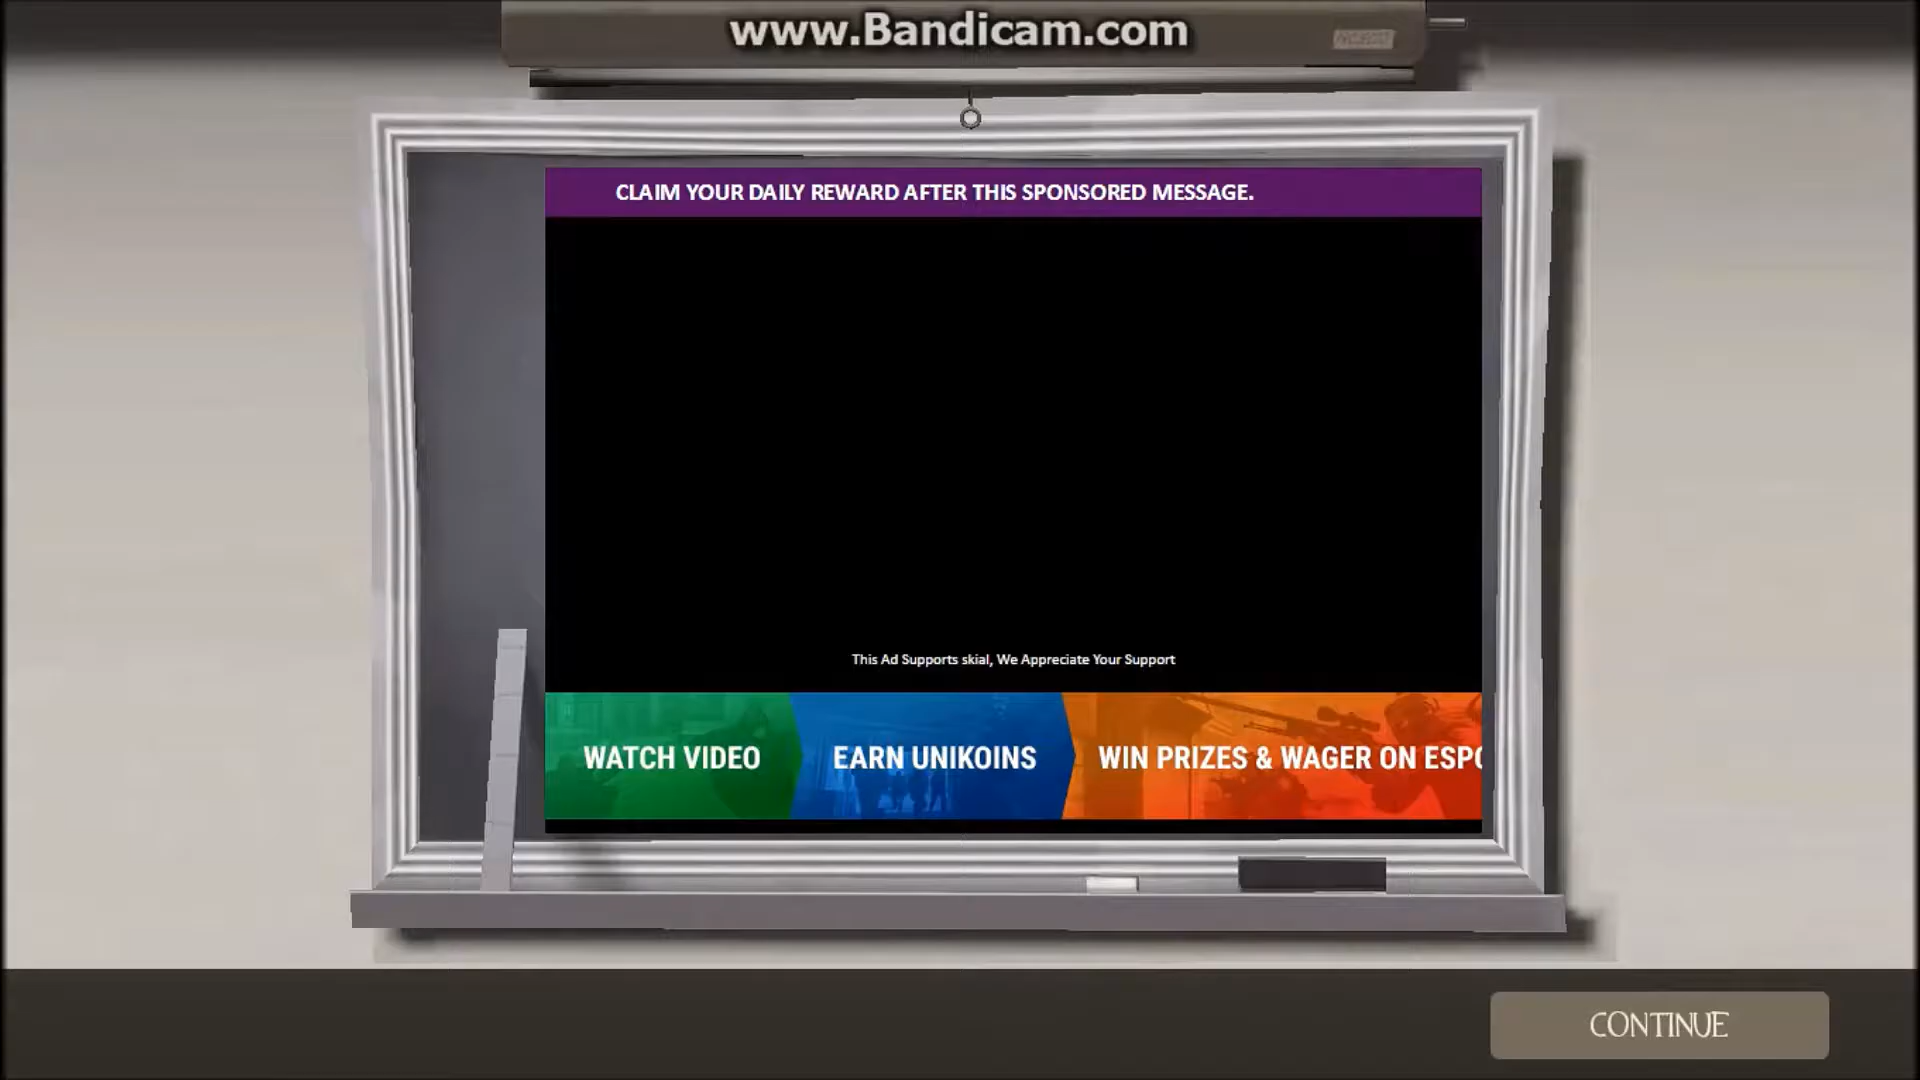 www.Bandicam.com
CLAIM YOUR DAILY REWARD AFTER THIS SPONSORED MESSAGE.
This Ad Supports skial, We Appreciate Your Support
WATCH VIDEO
EARN UNIKOINS
WIN PRIZES & WAGER ON ESPO
CONTINUE